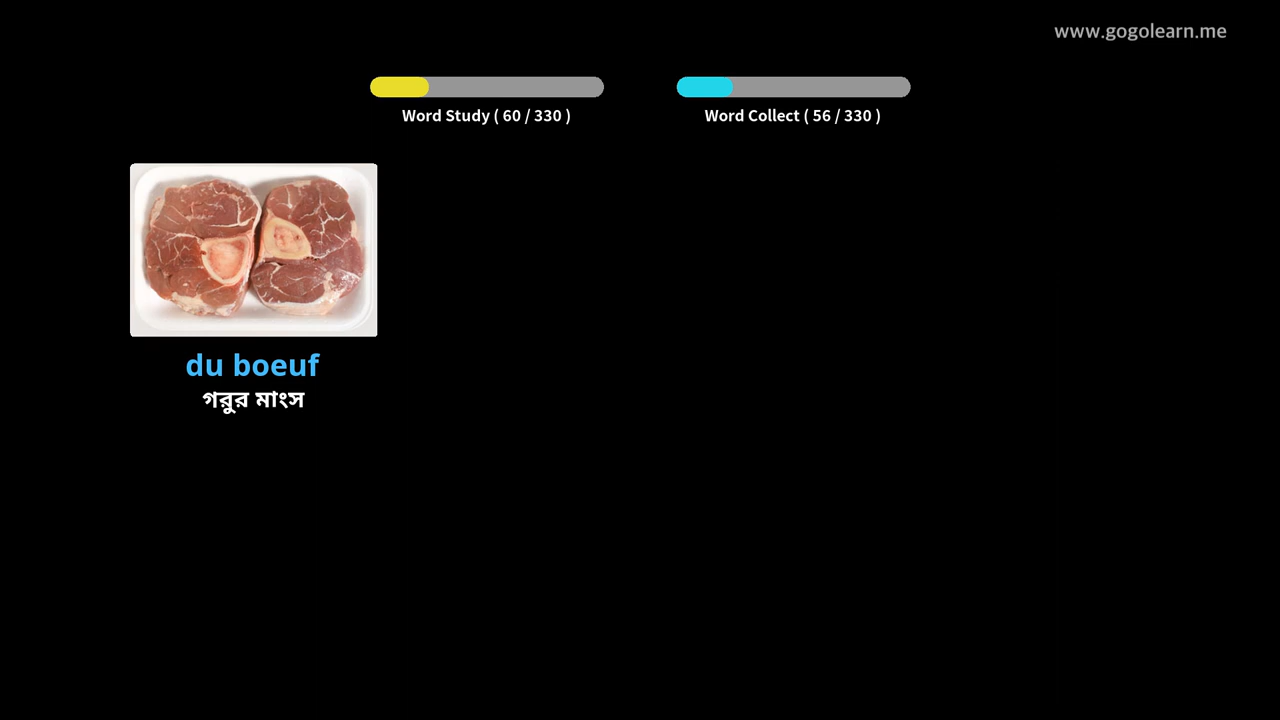 www.gogolearn.me
Word Study ( 60 / 330 )
Word Collect ( 56 / 330 )
du boeuf
গরুর মাংস